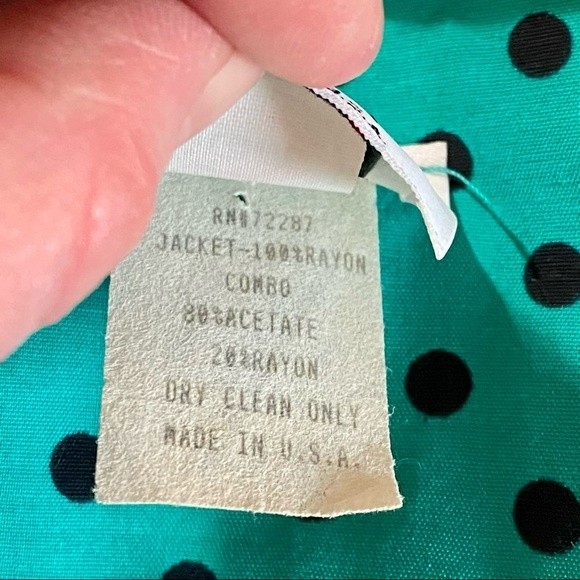 RN#72287
JACKET-100%RAYON
COMBO
80%ACETATE
20%RAYON
DRY CLEAN ONLY
MADE IN U.S.A.